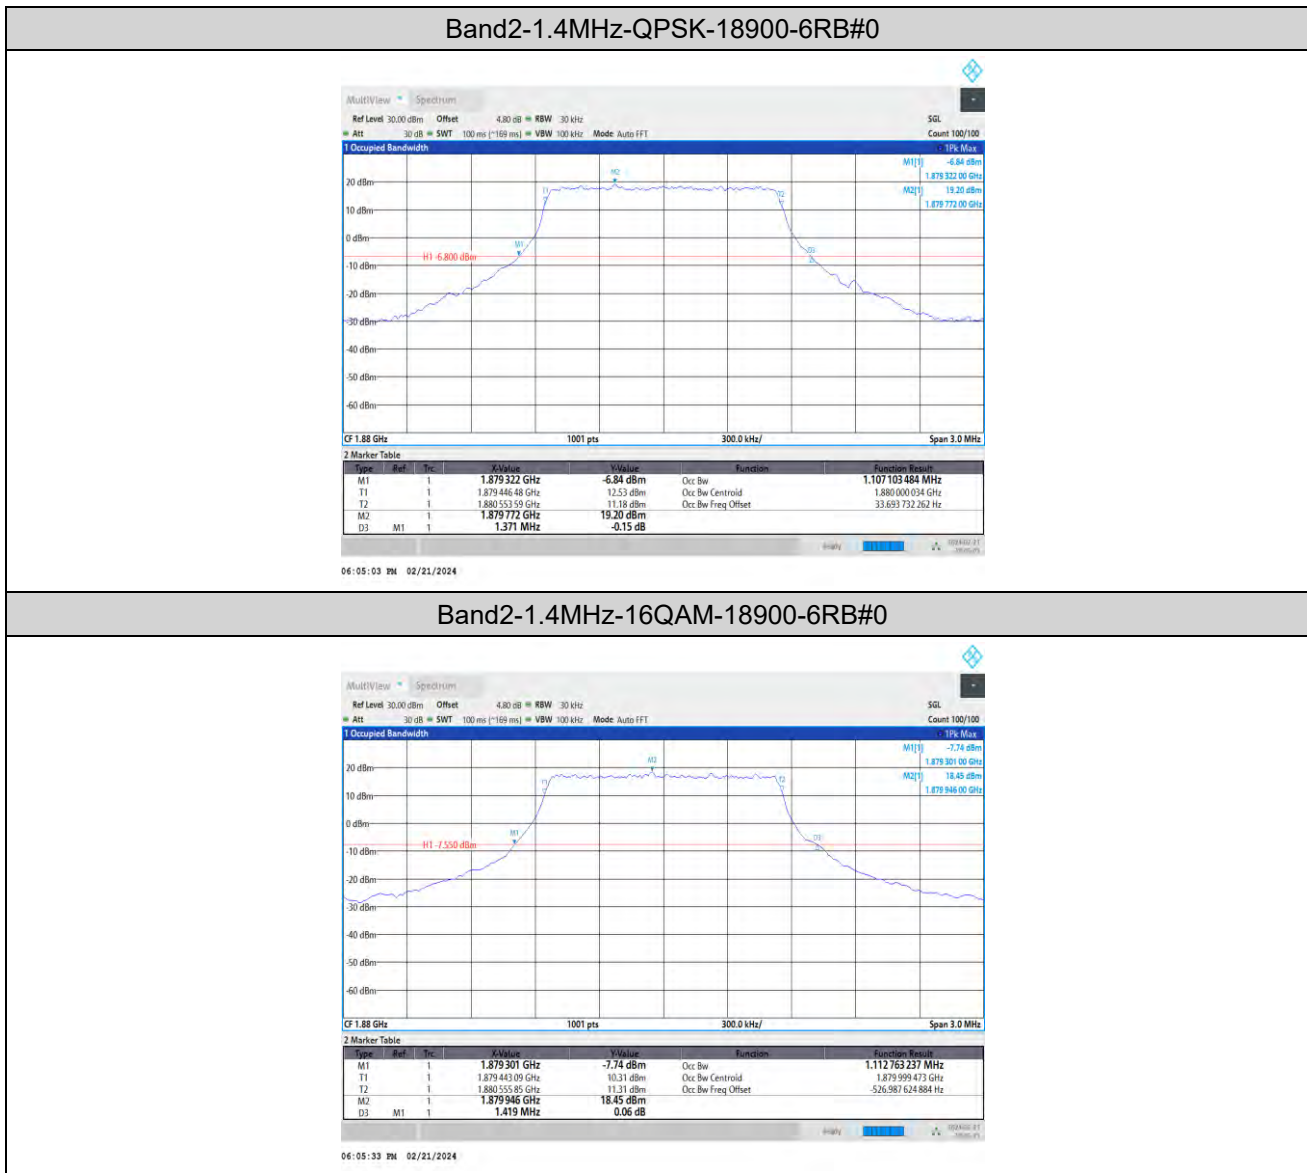 Band2-1.4MHz-QPSK-18900-6RB#0
MultiView Spectrum
Ref Level 30.00 dBm Offset 4.80 dB RBW 30 kHz SGL
Att 30 dB SWT 100 ms (~169 ms) VBW 100 kHz Mode Auto FFT Count 100/100
1 Occupied Bandwidth 1Pk Max
M1[1] -6.84 dBm
1.879 322 00 GHz
M2[1] 19.20 dBm
1.879 772 00 GHz
M2
20 dBm
T1
T2
10 dBm
0 dBm
M1
D3
H1 -6.800 dBm
-10 dBm
-20 dBm
-30 dBm
-40 dBm
-50 dBm
-60 dBm
CF 1.88 GHz 1001 pts 300.0 kHz/ Span 3.0 MHz
2 Marker Table
Type Ref Trc X-Value Y-Value Function Function Result
M1 1 1.879 322 GHz -6.84 dBm Occ Bw 1.107 103 484 MHz
T1 1 1.879 446 48 GHz 12.53 dBm Occ Bw Centroid 1.880 000 034 GHz
T2 1 1.880 553 59 GHz 11.18 dBm Occ Bw Freq Offset 33.693 732 262 Hz
M2 1 1.879 772 GHz 19.20 dBm
D3 M1 1 1.371 MHz -0.15 dB
06:05:03 PM 02/21/2024
Band2-1.4MHz-16QAM-18900-6RB#0
MultiView Spectrum
Ref Level 30.00 dBm Offset 4.80 dB RBW 30 kHz SGL
Att 30 dB SWT 100 ms (~169 ms) VBW 100 kHz Mode Auto FFT Count 100/100
1 Occupied Bandwidth 1Pk Max
M1[1] -7.74 dBm
1.879 301 00 GHz
M2[1] 18.45 dBm
1.879 946 00 GHz
M2
20 dBm
T1
T2
10 dBm
0 dBm
M1
D3
H1 -7.550 dBm
-10 dBm
-20 dBm
-30 dBm
-40 dBm
-50 dBm
-60 dBm
CF 1.88 GHz 1001 pts 300.0 kHz/ Span 3.0 MHz
2 Marker Table
Type Ref Trc X-Value Y-Value Function Function Result
M1 1 1.879 301 GHz -7.74 dBm Occ Bw 1.112 763 237 MHz
T1 1 1.879 443 09 GHz 10.31 dBm Occ Bw Centroid 1.879 999 473 GHz
T2 1 1.880 555 85 GHz 11.31 dBm Occ Bw Freq Offset -526.987 624 884 Hz
M2 1 1.879 946 GHz 18.45 dBm
D3 M1 1 1.419 MHz 0.06 dB
06:05:33 PM 02/21/2024